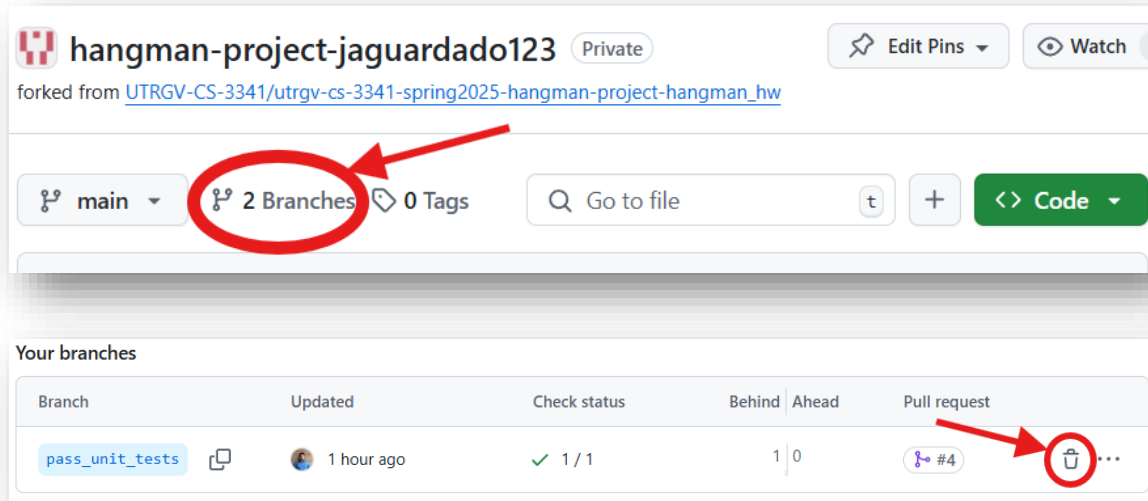 hangman-project-jaguardado123 Private Edit Pins Watch
forked from UTRGV-CS-3341/utrgv-cs-3341-spring2025-hangman-project-hangman_hw
main 2 Branches 0 Tags Go to file t + <> Code
Your branches
Branch Updated Check status Behind Ahead Pull request
pass_unit_tests 1 hour ago 1 / 1 1 0 #4 ...